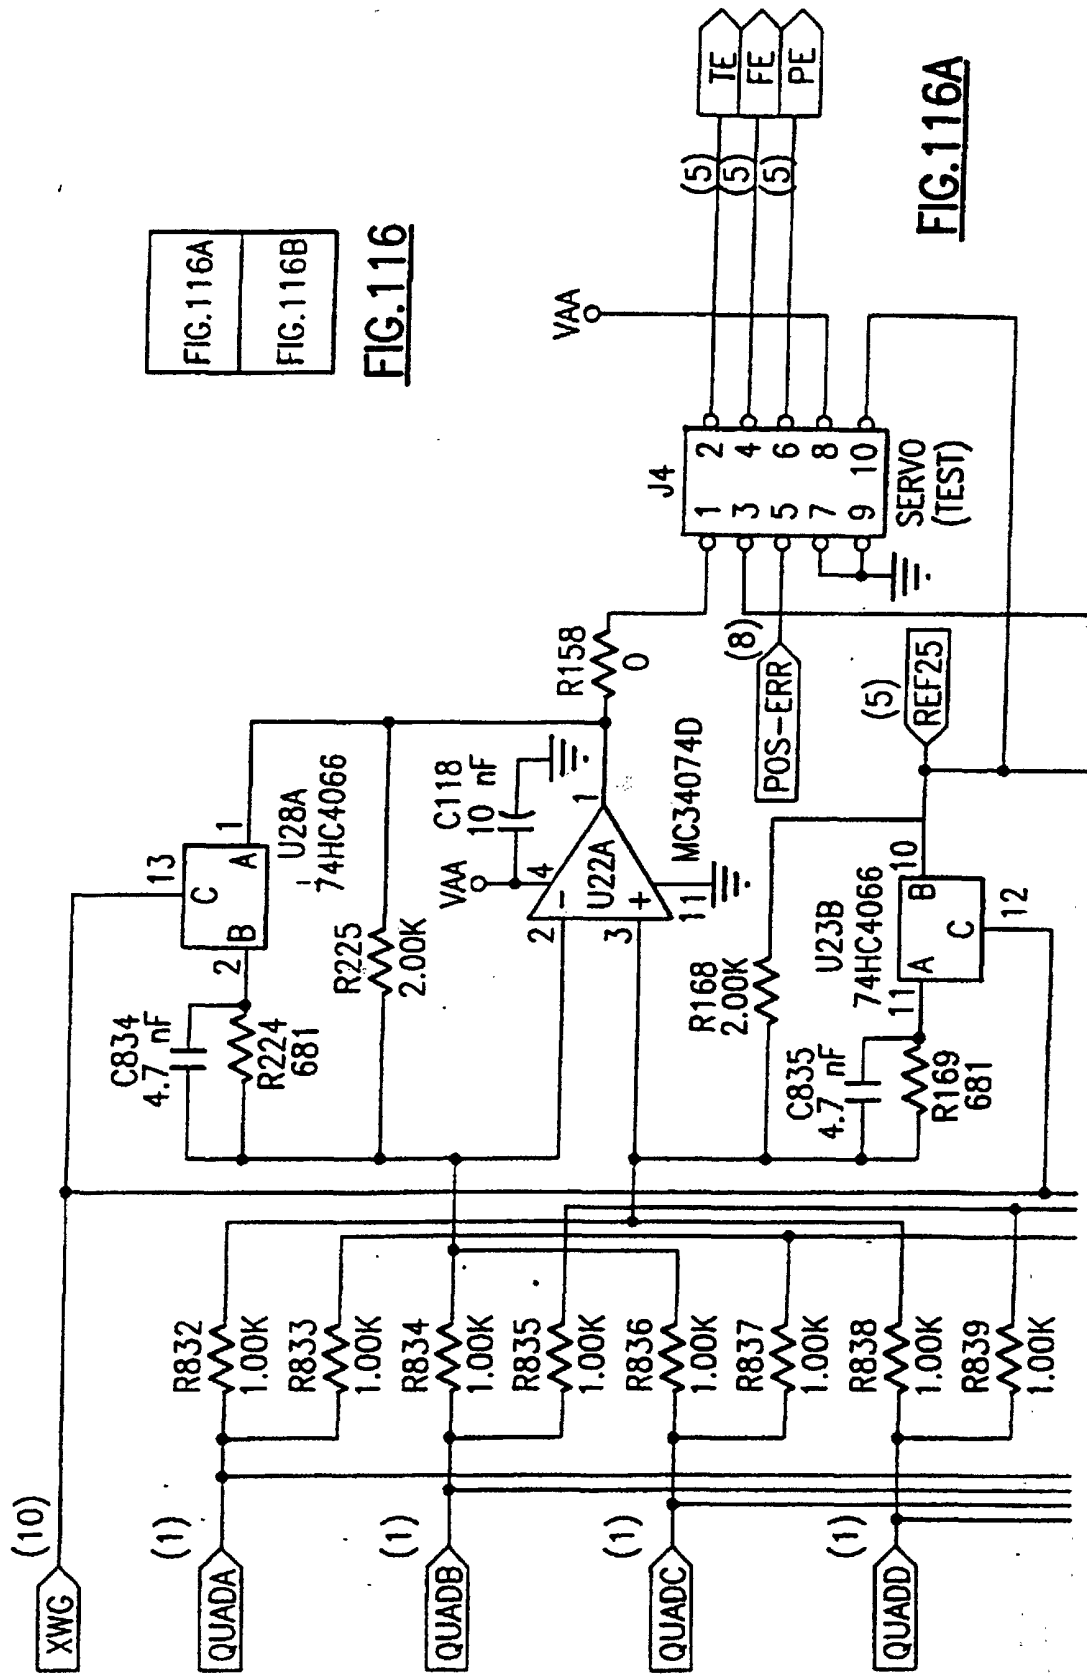 XWG
(10)
QUADA
(1)
QUADB
(1)
QUADC
(1)
QUADD
(1)
R832
1.00K
R833
1.00K
R834
1.00K
R835
1.00K
R836
1.00K
R837
1.00K
R838
1.00K
R839
1.00K
C834
4.7 nF
R224
681
2
B
C
A
13
1
U28A
74HC4066
R225
2.00K
VAA
C118
10 nF
2
-
4
U22A
3
+
11
1
MC34074D
R158
0
R168
2.00K
C835
4.7 nF
R169
681
11
A
B
C
10
12
U23B
74HC4066
(5)
REF25
(8)
POS-ERR
J4
1 2
3 4
5 6
7 8
9 10
SERVO
(TEST)
VAA
(5)
TE
(5)
FE
(5)
PE
FIG.116A
FIG.116B
FIG.116
FIG.116A